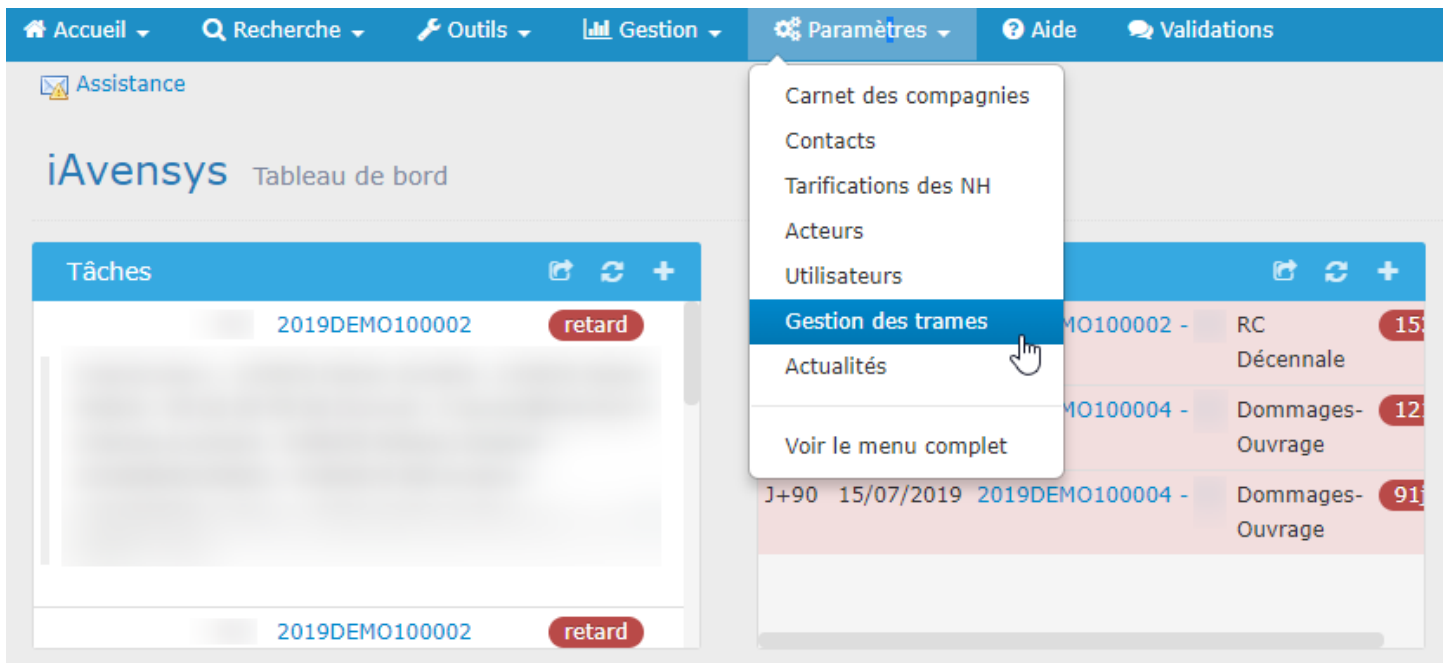 Accueil Recherche Outils Gestion Paramètres Aide Validations
Assistance
iAvensys Tableau de bord
Carnet des compagnies
Contacts
Tarifications des NH
Acteurs
Utilisateurs
Gestion des trames
Actualités
Voir le menu complet
Tâches
2019DEMO100002 retard
2019DEMO100002 retard
MO100002 - RC
Décennale
MO100004 - Dommages-
Ouvrage
J+90 15/07/2019 2019DEMO100004 - Dommages-
Ouvrage